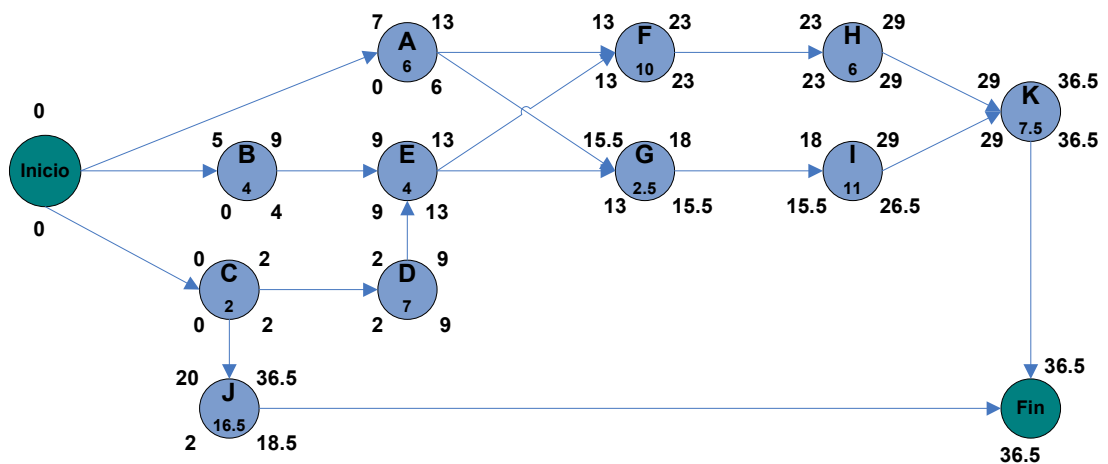 7 13 13 23 23 29
A F H
6 10 6
0 6 13 23 23 29
29 36.5
K
7.5
29 36.5
0
5 9 9 13 15.5 18 18 29
Inicio B E G I
4 4 2.5 11
0 4 9 13 13 15.5 15.5 26.5
0
0 2 2 9
C D
2 7
0 2 2 9
36.5
20 36.5
J Fin
16.5
2 18.5
36.5